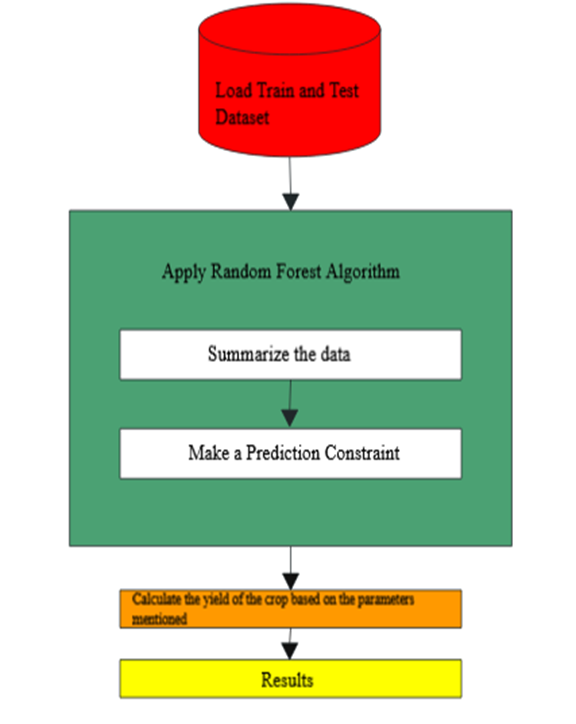 Load Train and Test
Dataset
Apply Random Forest Algorithm
Summarize the data
Make a Prediction Constraint
Calculate the yield of the crop based on the parameters
mentioned
Results